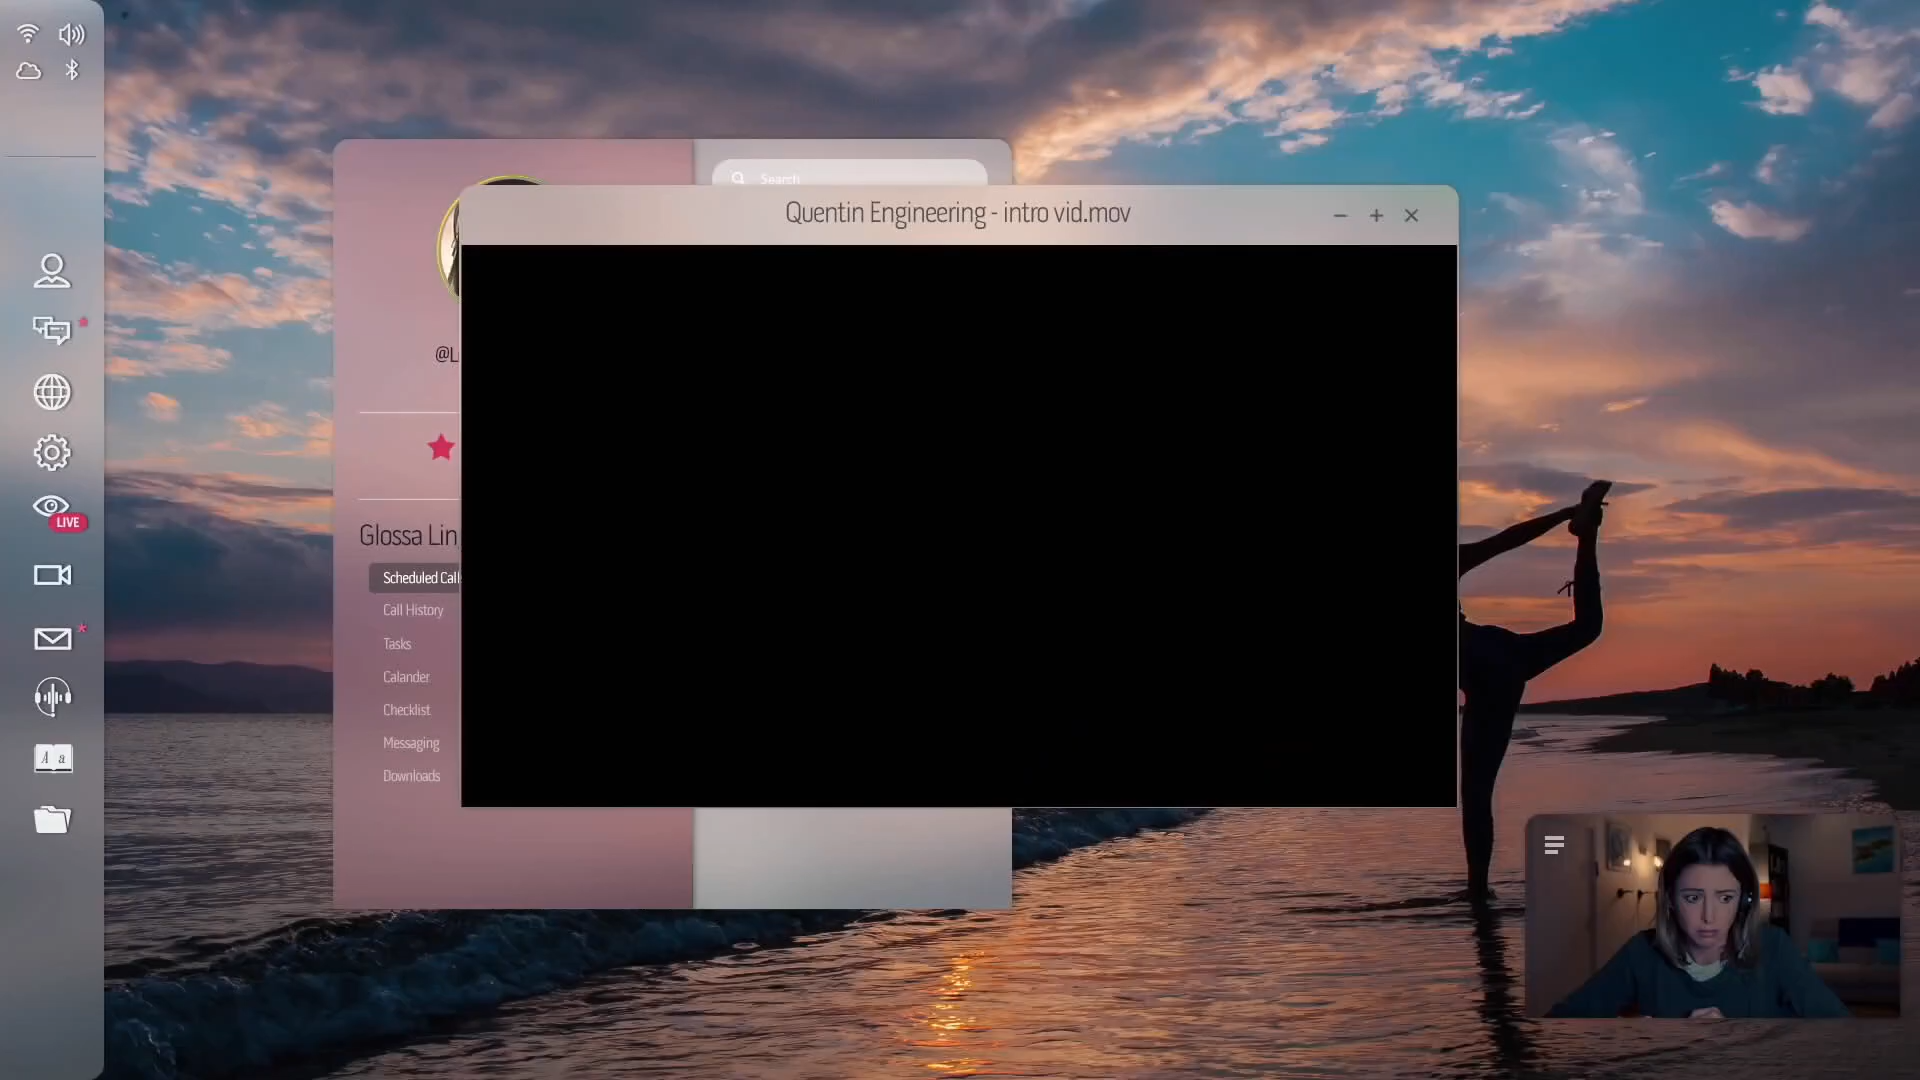 Search
Quentin Engineering - intro vid.mov
@L
Glossa Lin
Scheduled Call
Call History
Tasks
Calander
Checklist
Messaging
Downloads
LIVE
A a